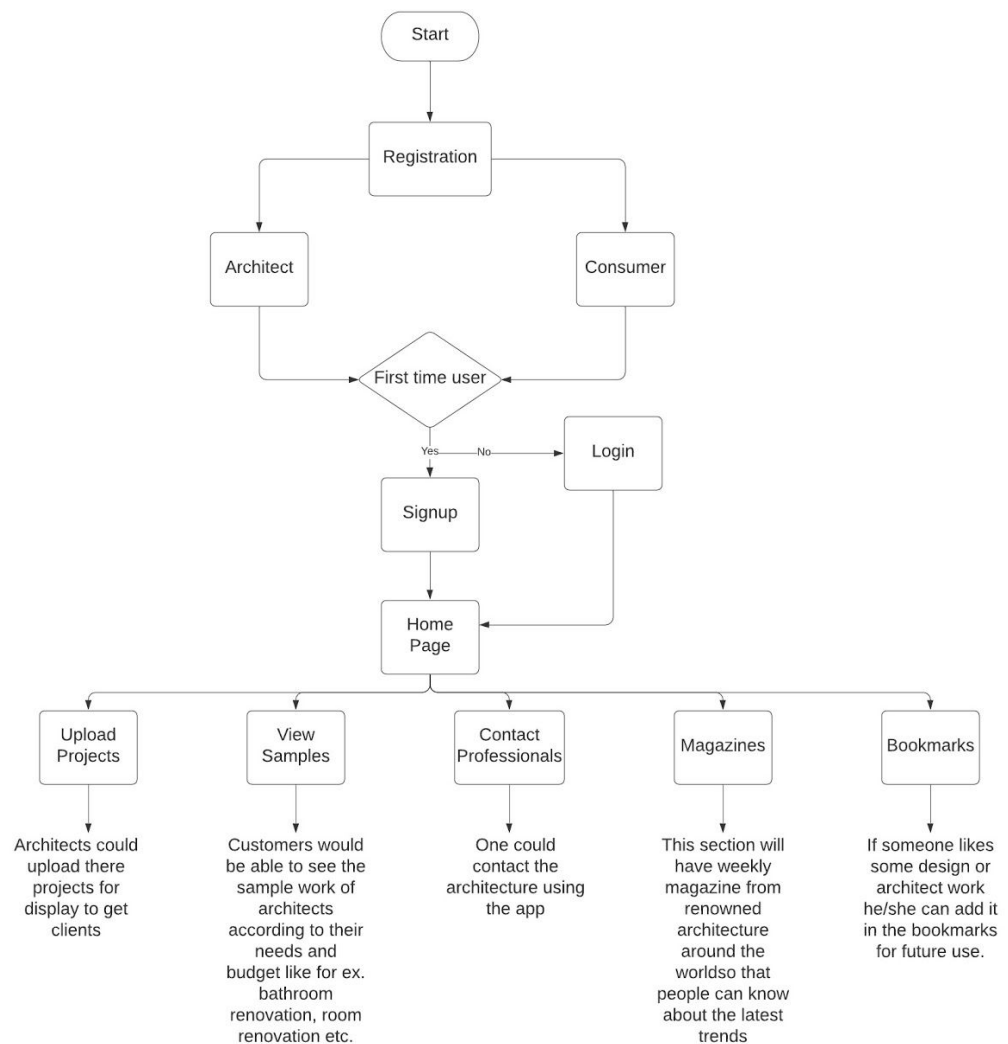 Start
Registration
Architect
Consumer
First time user
Yes
No
Login
Signup
Home
Page
Upload
Projects
View
Samples
Contact
Professionals
Magazines
Bookmarks
Architects could
upload there
projects for
display to get
clients
Customers would
be able to see the
sample work of
architects
according to their
needs and
budget like for ex.
bathroom
renovation, room
renovation etc.
One could
contact the
architecture using
the app
This section will
have weekly
magazine from
renowned
architecture
around the
worldso that
people can know
about the latest
trends
If someone likes
some design or
architect work
he/she can add it
in the bookmarks
for future use.